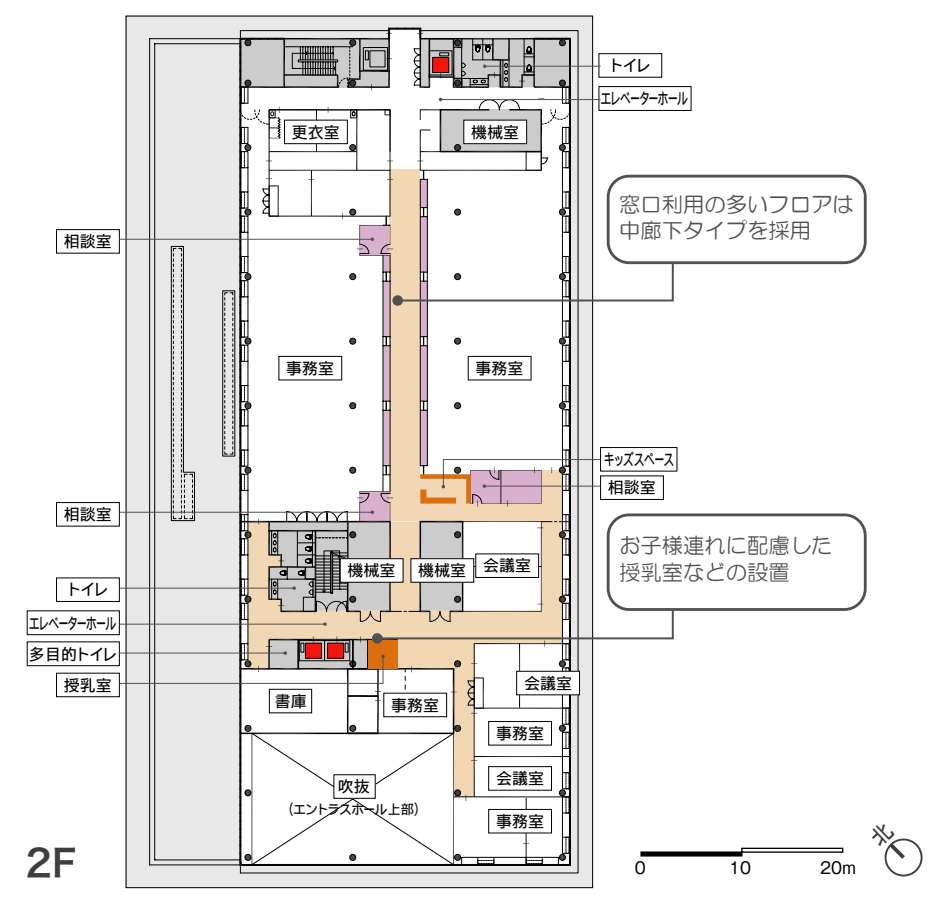 トイレ
エレベーターホール
更衣室
機械室
窓口利用の多いフロアは
中廊下タイプを採用
相談室
事務室
事務室
キッズスペース
相談室
相談室
お子様連れに配慮した
授乳室などの設置
機械室
機械室
会議室
トイレ
エレベーターホール
多目的トイレ
授乳室
会議室
書庫
事務室
事務室
会議室
吹抜
(エントラスホール上部)
事務室
2F
0 10 20m
北